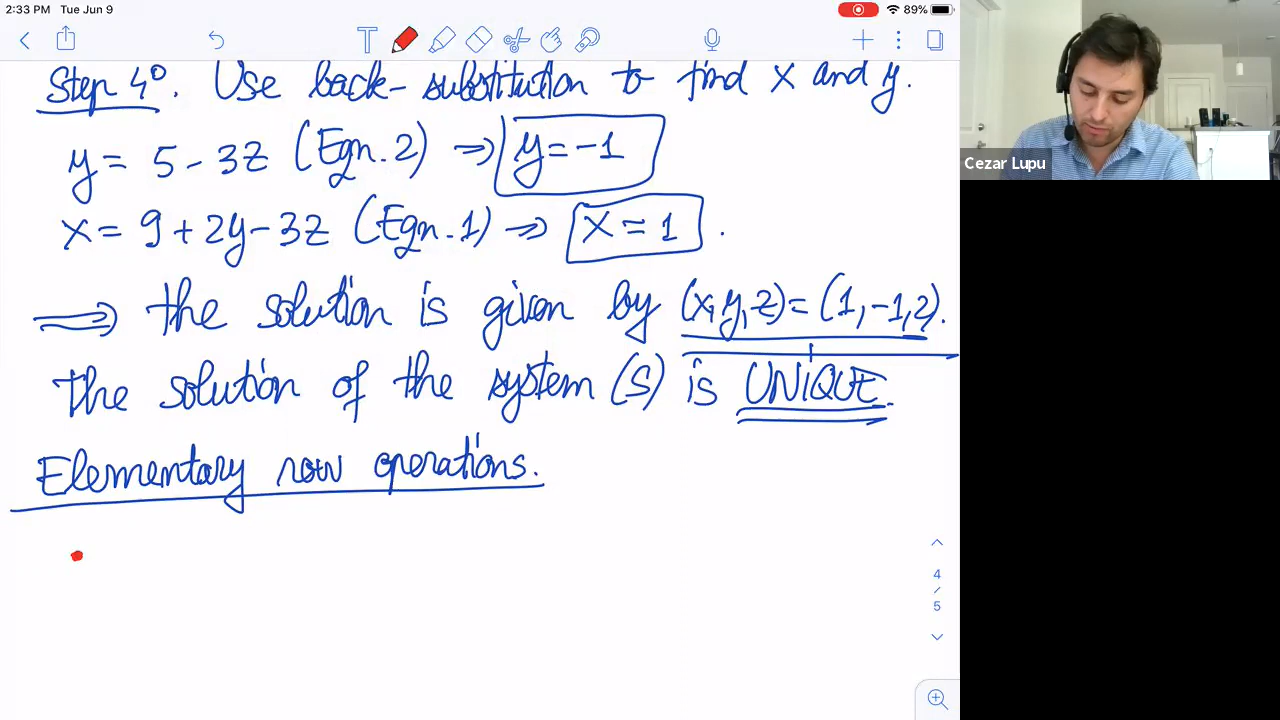 2:33 PM Tue Jun 9
89%
Step 4°. Use back-substitution to find x and y.
y = 5 - 3z (Eqn. 2) ⇒ y = -1
x = 9 + 2y - 3z (Eqn. 1) ⇒ x = 1.
⟹ the solution is given by (x, y, z) = (1, -1, 2).
the solution of the system (S) is UNIQUE.
Elementary row operations.
4
/
5
Cezar Lupu